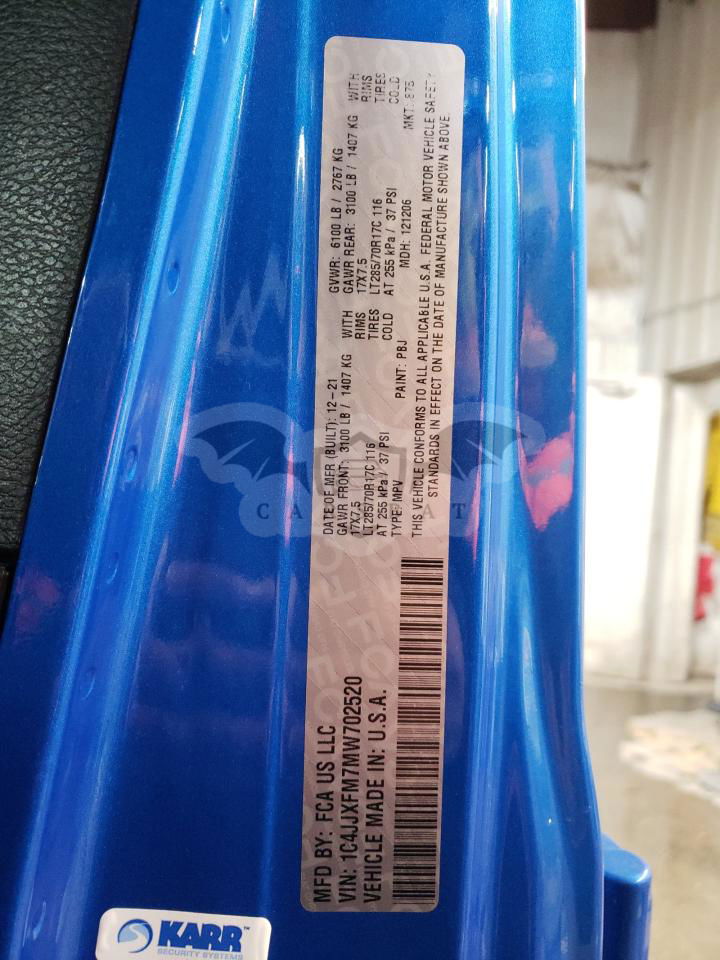 MFD BY: FCA US LLC
VIN: 1C4JJXFM7MW702520
VEHICLE MADE IN: U.S.A.
DATE OF MFR (BUILT): 12-21 GVWR: 6100 LB / 2767 KG
GAWR FRONT: 3100 LB / 1407 KG WITH GAWR REAR: 3100 LB / 1407 KG WITH
17X7.5 RIMS 17X7.5 RIMS
LT285/70R17C 116 TIRES LT285/70R17C 116 TIRES
AT 255 kPa / 37 PSI COLD AT 255 kPa / 37 PSI COLD
TYPE: MPV PAINT: PBJ MDH: 121206 MKT: 875
THIS VEHICLE CONFORMS TO ALL APPLICABLE U.S.A. FEDERAL MOTOR VEHICLE SAFETY
STANDARDS IN EFFECT ON THE DATE OF MANUFACTURE SHOWN ABOVE.
KARR™
SECURITY SYSTEMS